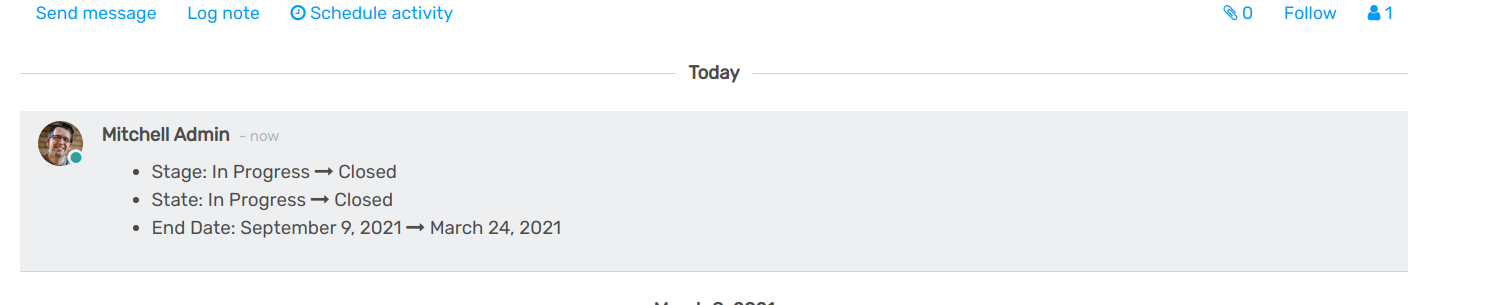 Send message Log note Schedule activity 0 Follow 1
Today
Mitchell Admin - now
Stage: In Progress → Closed
State: In Progress → Closed
End Date: September 9, 2021 → March 24, 2021